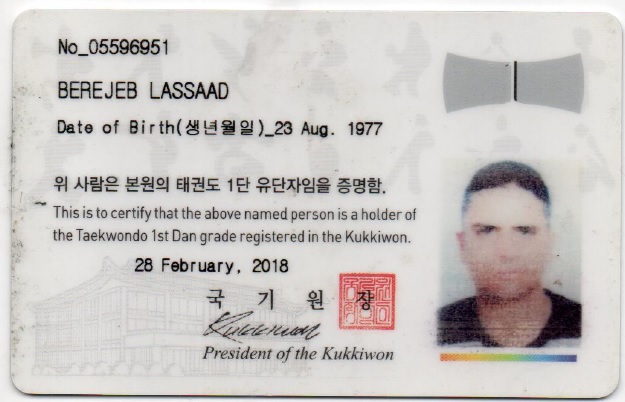 No_05596951
BEREJEB LASSAAD
Date of Birth(생년월일)_23 Aug. 1977
위 사람은 본원의 태권도 1단 유단자임을 증명함.
This is to certify that the above named person is a holder of
the Taekwondo 1st Dan grade registered in the Kukkiwon.
28 February, 2018
국 기 원 장
Kukkiwon
President of the Kukkiwon